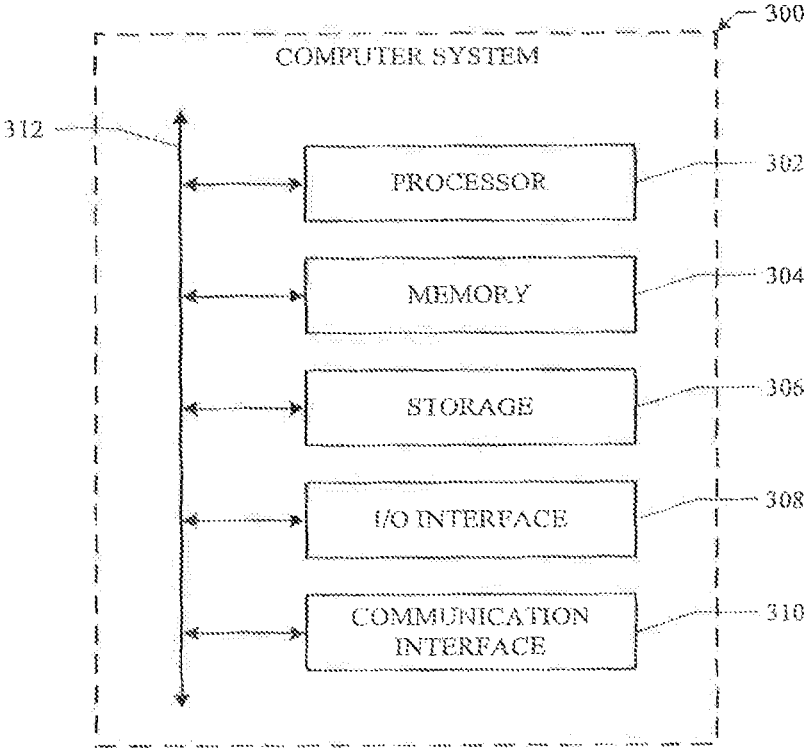 300
COMPUTER SYSTEM
312
PROCESSOR
302
MEMORY
304
STORAGE
306
I/O INTERFACE
308
COMMUNICATION
INTERFACE
310